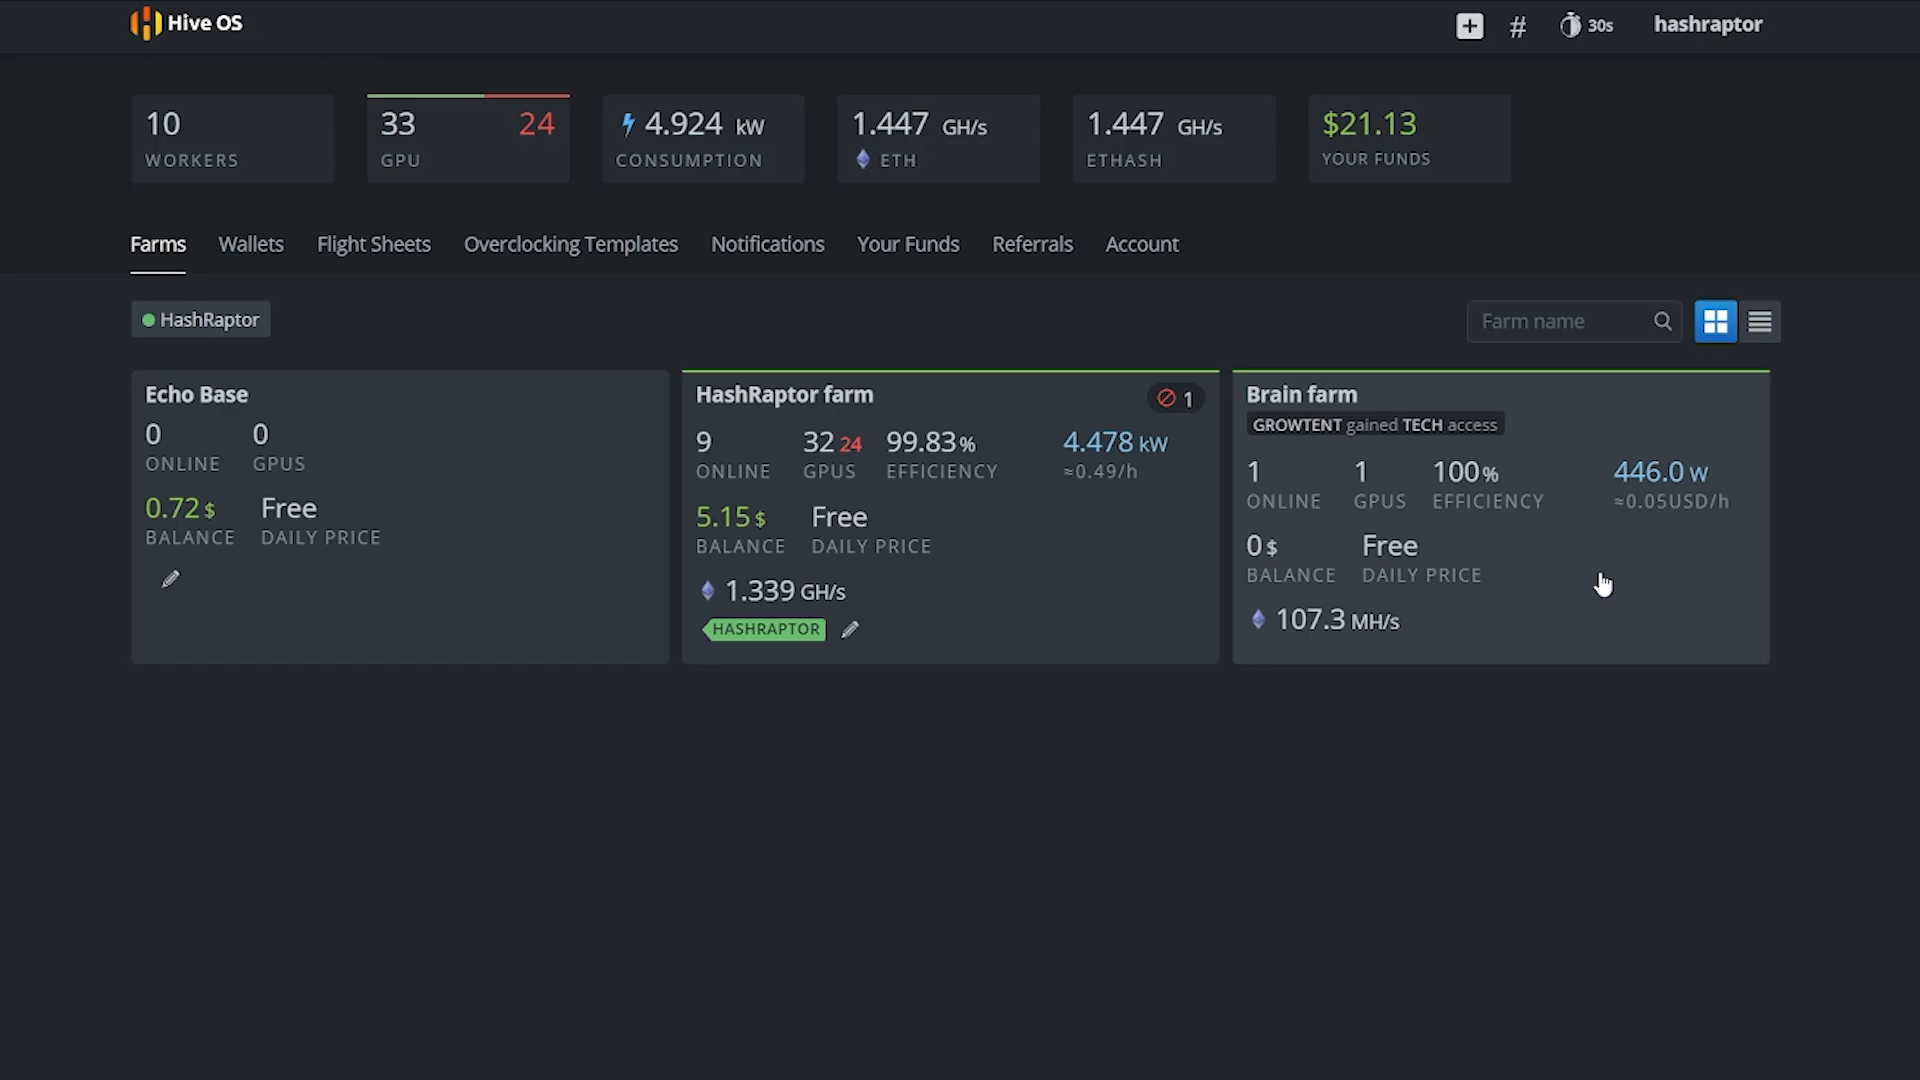 Hive OS
30s
hashraptor
10
WORKERS
33 24
GPU
4.924 kW
CONSUMPTION
1.447 GH/s
ETH
1.447 GH/s
ETHASH
$21.13
YOUR FUNDS
Farms Wallets Flight Sheets Overclocking Templates Notifications Your Funds Referrals Account
HashRaptor
Farm name
Echo Base
0 0
ONLINE GPUS
0.72 $ Free
BALANCE DAILY PRICE
HashRaptor farm
1
9 32 24 99.83% 4.478 kW
ONLINE GPUS EFFICIENCY ≈0.49/h
5.15 $ Free
BALANCE DAILY PRICE
1.339 GH/s
HASHRAPTOR
Brain farm
GROWTENT gained TECH access
1 1 100% 446.0 W
ONLINE GPUS EFFICIENCY ≈0.05USD/h
0 $ Free
BALANCE DAILY PRICE
107.3 MH/s